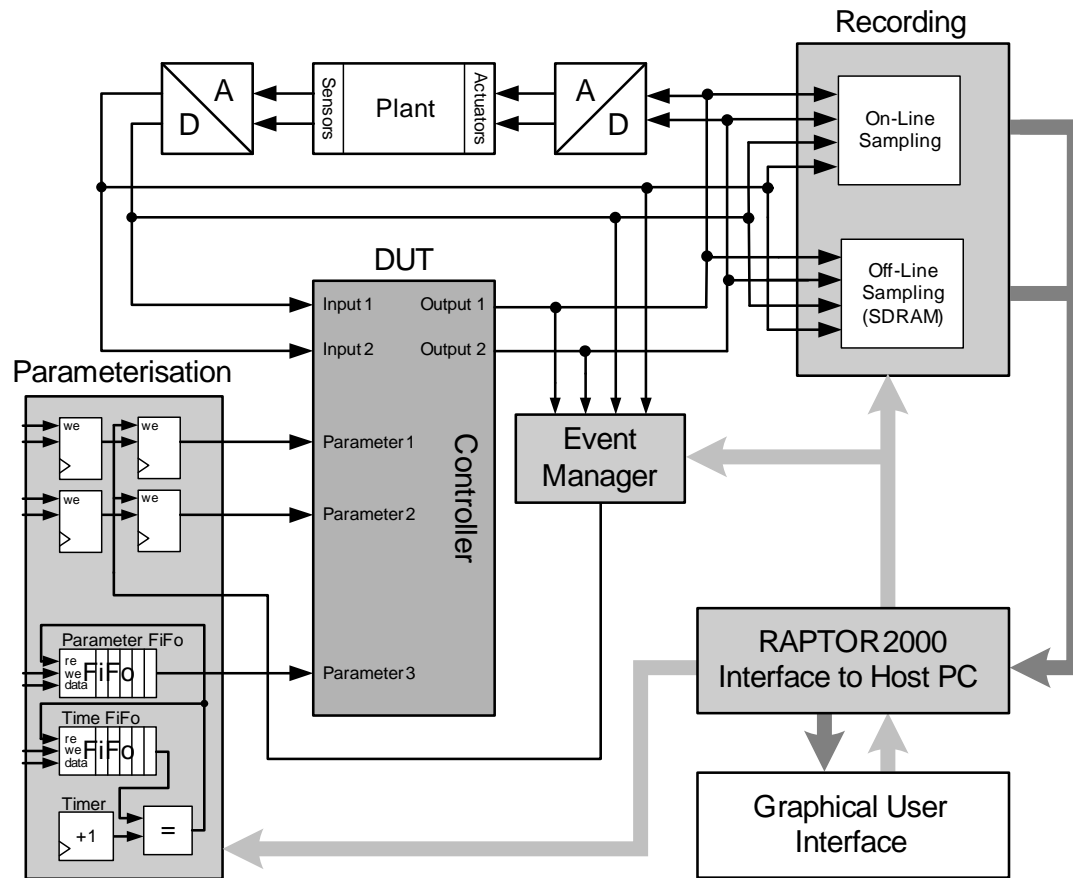 Recording
A
D
Sensors
Plant
Actuators
A
D
On-Line
Sampling
Off-Line
Sampling
(SDRAM)
DUT
Input 1
Output 1
Input 2
Output 2
Parameter 1
Parameter 2
Parameter 3
Controller
Event
Manager
Parameterisation
we
we
we
we
Parameter FiFo
re
we
data
FiFo
Time FiFo
re
we
data
FiFo
Timer
+1
=
RAPTOR2000
Interface to Host PC
Graphical User
Interface